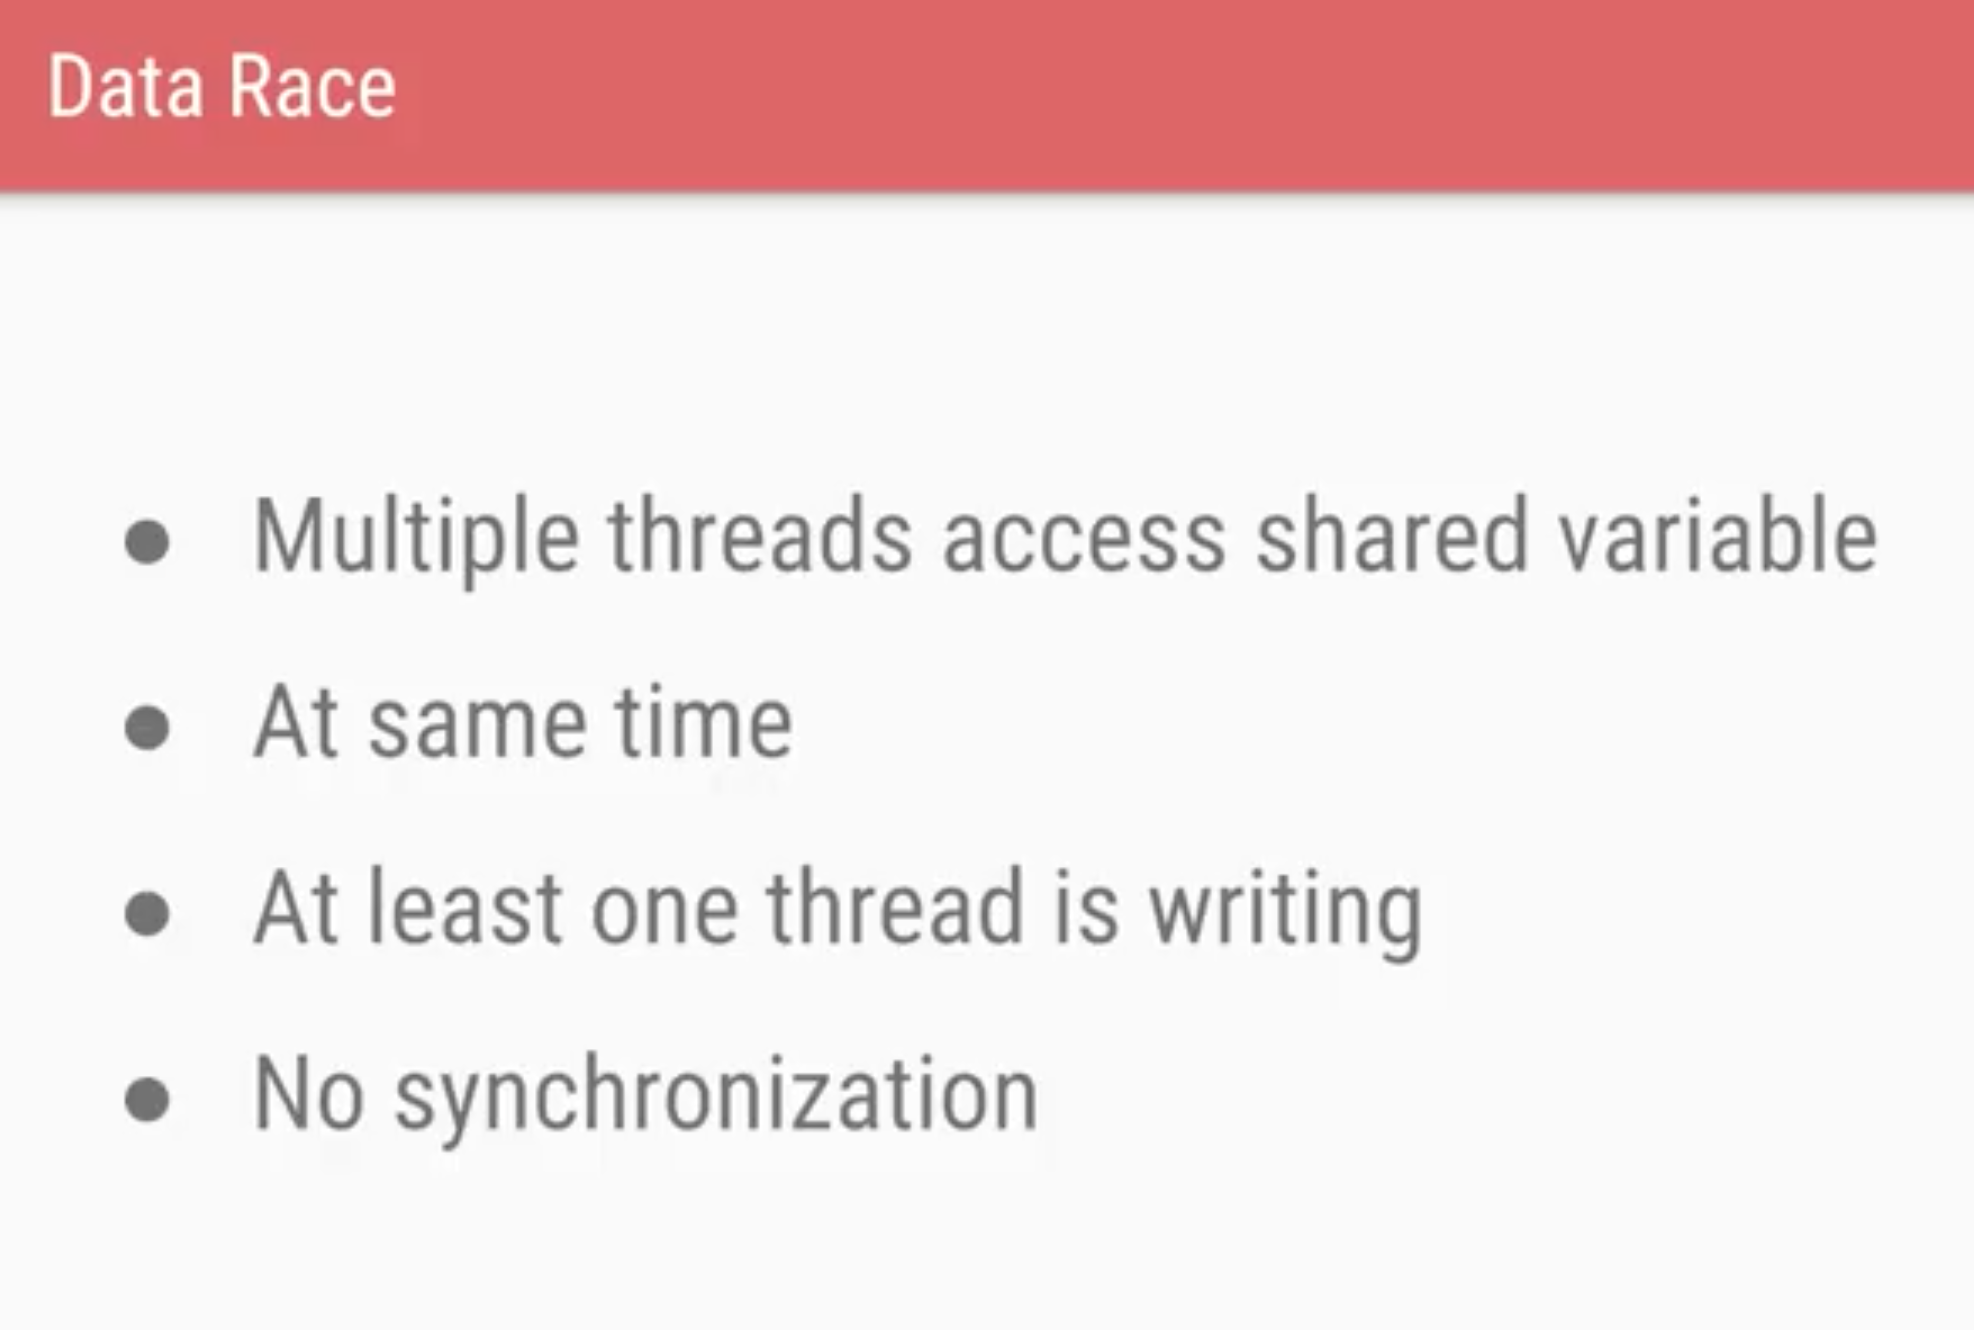 Data Race
● Multiple threads access shared variable
● At same time
● At least one thread is writing
● No synchronization